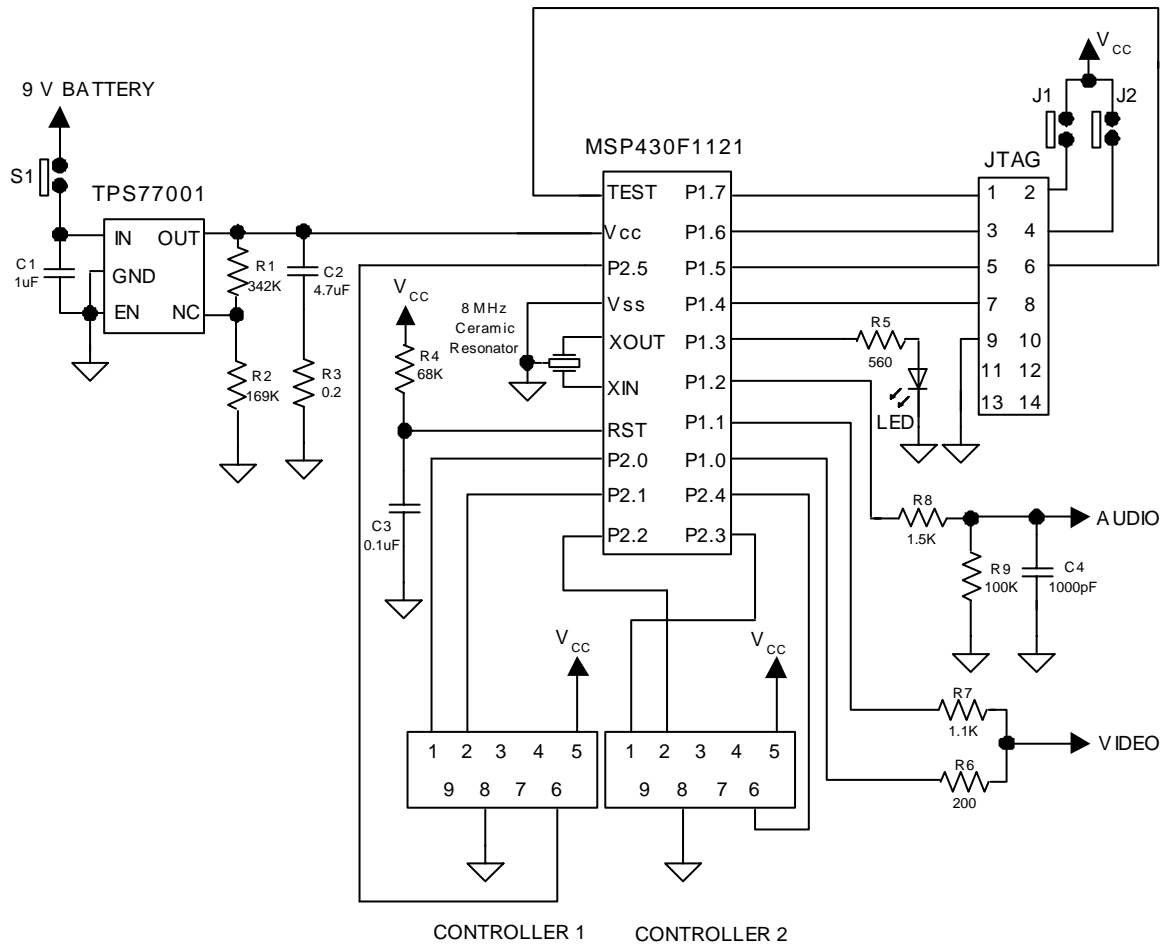 9 V BATTERY
S1
TPS77001
IN OUT
GND
EN NC
C1
1uF
R1
342K
R2
169K
C2
4.7uF
R3
0.2
VCC
R4
68K
C3
0.1uF
8 MHz
Ceramic
Resonator
MSP430F1121
TEST P1.7
Vcc P1.6
P2.5 P1.5
Vss P1.4
XOUT P1.3
XIN P1.2
RST P1.1
P2.0 P1.0
P2.1 P2.4
P2.2 P2.3
VCC
J1 J2
JTAG
1 2
3 4
5 6
7 8
9 10
11 12
13 14
R5
560
LED
R8
1.5K
AUDIO
R9
100K
C4
1000pF
R7
1.1K
VIDEO
R6
200
VCC
1 2 3 4 5
9 8 7 6
CONTROLLER 1
VCC
1 2 3 4 5
9 8 7 6
CONTROLLER 2